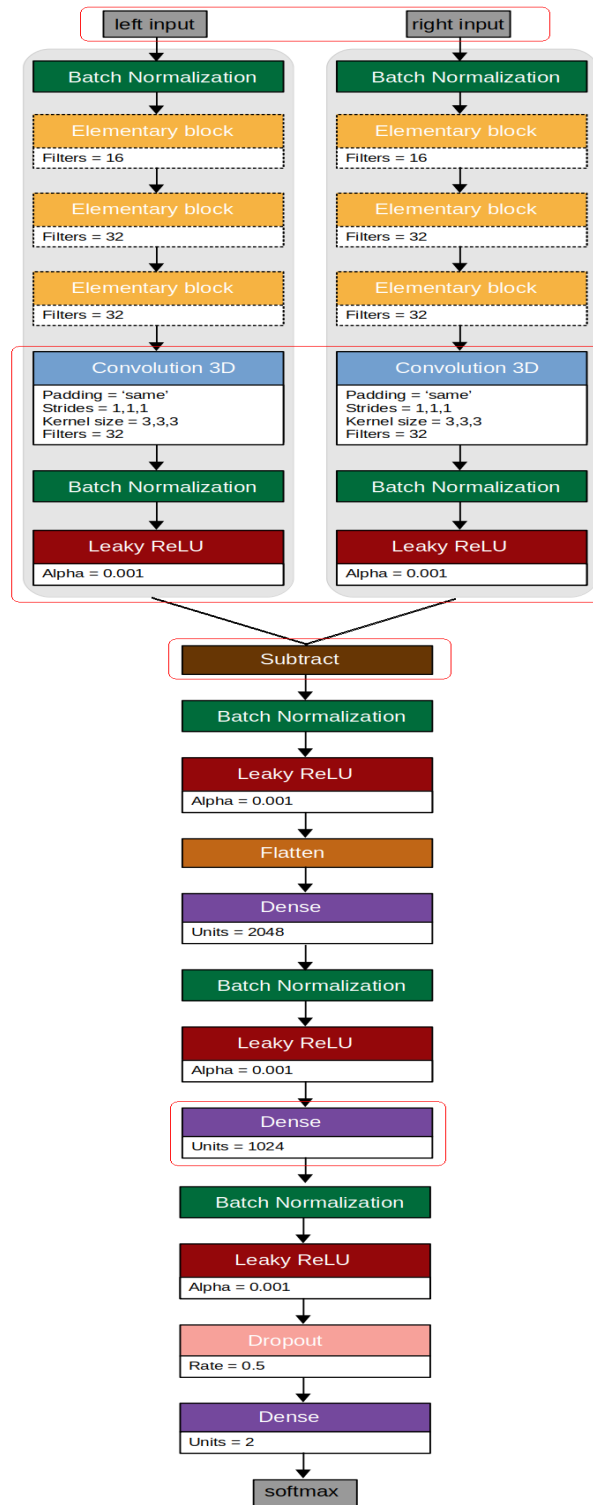 left input
right input
Batch Normalization
Batch Normalization
Elementary block
Filters = 16
Elementary block
Filters = 16
Elementary block
Filters = 32
Elementary block
Filters = 32
Elementary block
Filters = 32
Elementary block
Filters = 32
Convolution 3D
Padding = ‘same’
Strides = 1,1,1
Kernel size = 3,3,3
Filters = 32
Convolution 3D
Padding = ‘same’
Strides = 1,1,1
Kernel size = 3,3,3
Filters = 32
Batch Normalization
Batch Normalization
Leaky ReLU
Alpha = 0.001
Leaky ReLU
Alpha = 0.001
Subtract
Batch Normalization
Leaky ReLU
Alpha = 0.001
Flatten
Dense
Units = 2048
Batch Normalization
Leaky ReLU
Alpha = 0.001
Dense
Units = 1024
Batch Normalization
Leaky ReLU
Alpha = 0.001
Dropout
Rate = 0.5
Dense
Units = 2
softmax